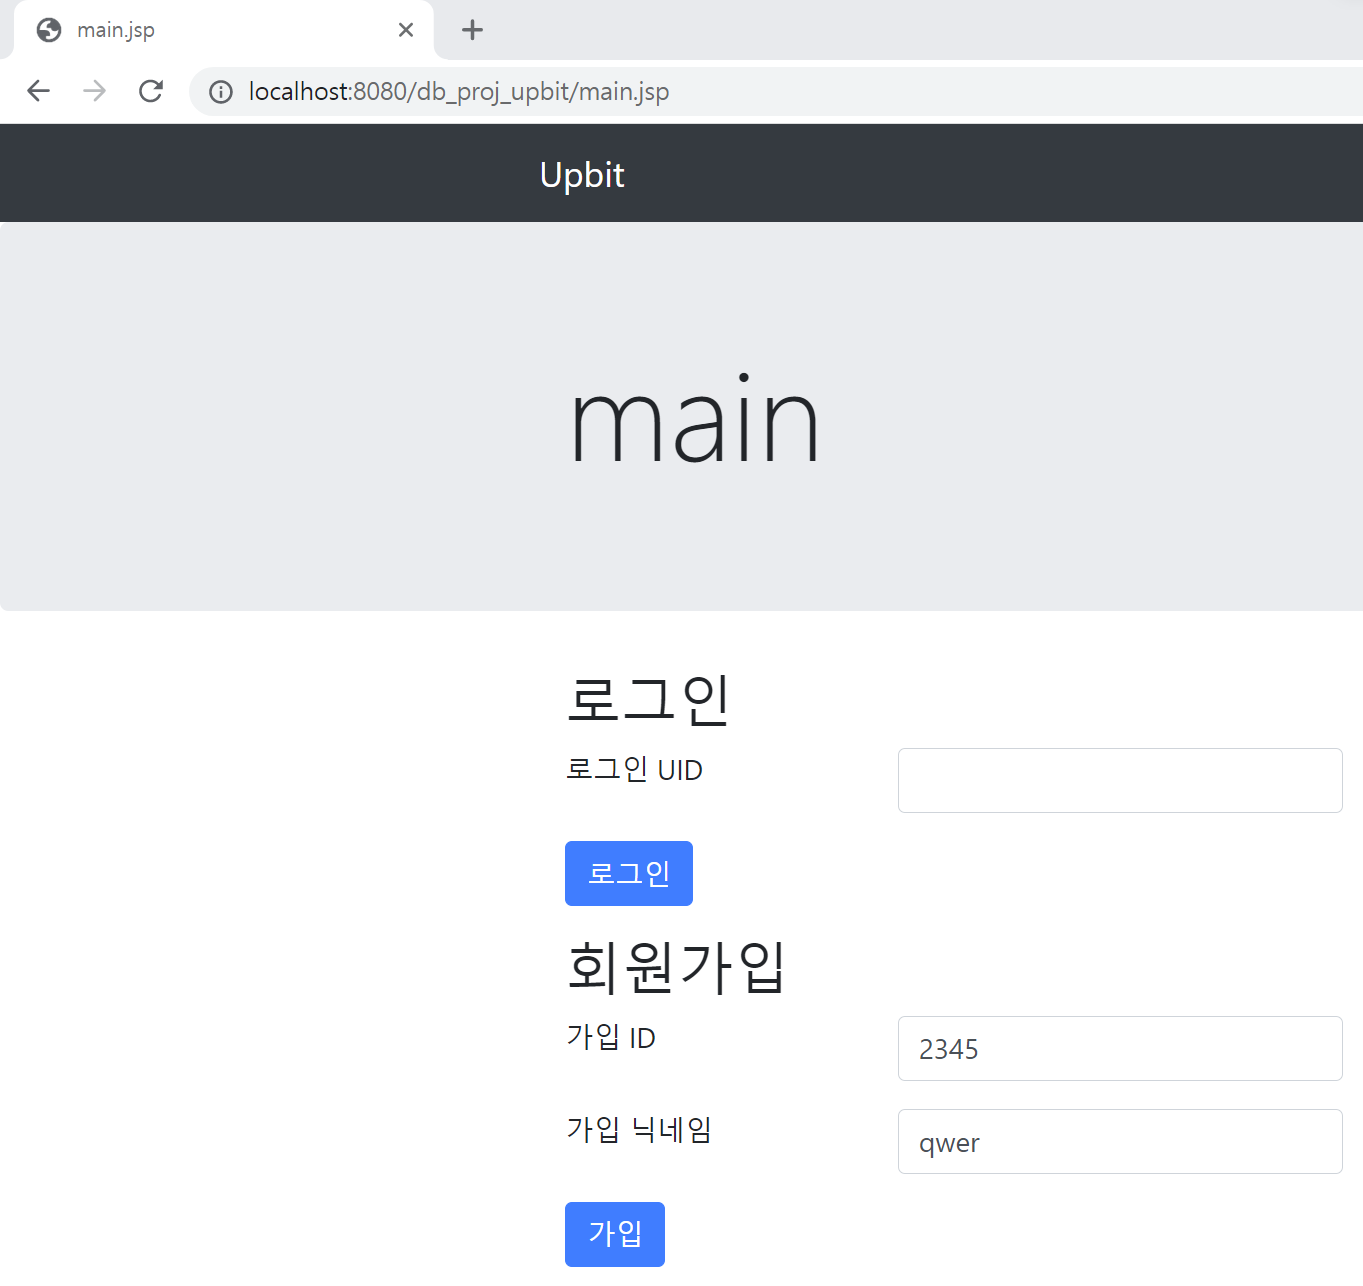 main.jsp
localhost:8080/db_proj_upbit/main.jsp
Upbit
main
로그인
로그인 UID
로그인
회원가입
가입 ID
2345
가입 닉네임
qwer
가입